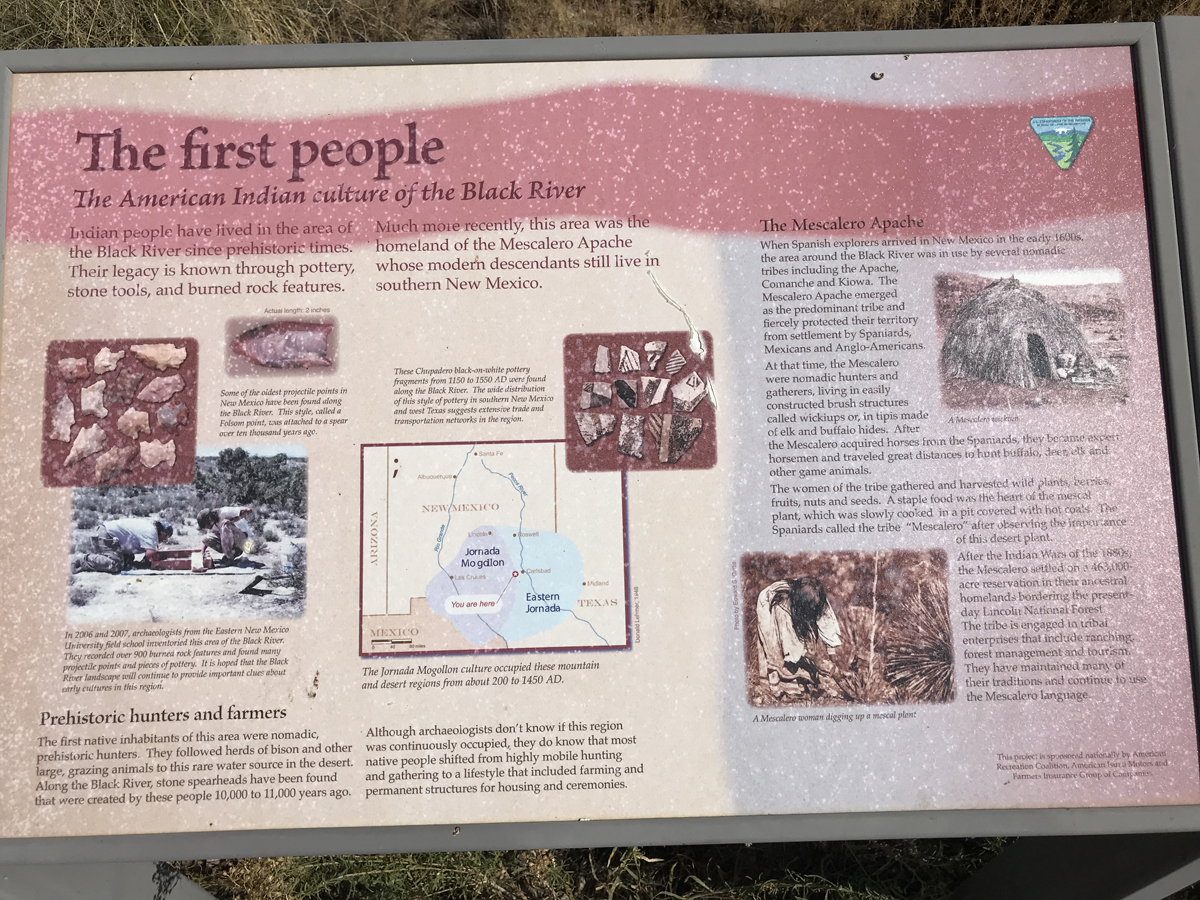 The first people
The American Indian culture of the Black River
Indian people have lived in the area of
the Black River since prehistoric times.
Their legacy is known through pottery,
stone tools, and burned rock features.
Much more recently, this area was the
homeland of the Mescalero Apache
whose modern descendants still live in
southern New Mexico.
Actual length: 2 inches
Some of the oldest projectile points in
New Mexico have been found along
the Black River. This style, called a
Folsom point, was attached to a spear
over ten thousand years ago.
These Chupadero black-on-white pottery
fragments from 1150 to 1550 AD were found
along the Black River. The wide distribution
of this style of pottery in southern New Mexico
and west Texas suggests extensive trade and
transportation networks in the region.
In 2006 and 2007, archaeologists from the Eastern New Mexico
University field school inventoried this area of the Black River.
They recorded over 900 burned rock features and found many
projectile points and pieces of pottery. It is hoped that the Black
River landscape will continue to provide important clues about
early cultures in this region.
Santa Fe
Albuquerque
Pecos River
NEW MEXICO
ARIZONA
Rio Grande
Lincoln
Roswell
Jornada
Mogollon
Carlsbad
Las Cruces
Midland
You are here
Eastern
Jornada
TEXAS
MEXICO
The Jornada Mogollon culture occupied these mountain
and desert regions from about 200 to 1450 AD.
Prehistoric hunters and farmers
The first native inhabitants of this area were nomadic,
prehistoric hunters. They followed herds of bison and other
large, grazing animals to this rare water source in the desert.
Along the Black River, stone spearheads have been found
that were created by these people 10,000 to 11,000 years ago.
Although archaeologists don't know if this region
was continuously occupied, they do know that most
native people shifted from highly mobile hunting
and gathering to a lifestyle that included farming and
permanent structures for housing and ceremonies.
The Mescalero Apache
When Spanish explorers arrived in New Mexico in the early 1600s,
the area around the Black River was in use by several nomadic
tribes including the Apache,
Comanche and Kiowa. The
Mescalero Apache emerged
as the predominant tribe and
fiercely protected their territory
from settlement by Spaniards,
Mexicans and Anglo-Americans.
At that time, the Mescalero
were nomadic hunters and
gatherers, living in easily
constructed brush structures
called wickiups or, in tipis made
of elk and buffalo hides. After
the Mescalero acquired horses from the Spaniards, they became expert
horsemen and traveled great distances to hunt buffalo, deer, elk and
other game animals.
A Mescalero wickiup
The women of the tribe gathered and harvested wild plants, berries,
fruits, nuts and seeds. A staple food was the heart of the mescal
plant, which was slowly cooked in a pit covered with hot coals. The
Spaniards called the tribe "Mescalero" after observing the importance
of this desert plant.
After the Indian Wars of the 1880s,
the Mescalero settled on a 463,000-
acre reservation in their ancestral
homelands bordering the present-
day Lincoln National Forest.
The tribe is engaged in tribal
enterprises that include ranching,
forest management and tourism.
They have maintained many of
their traditions and continue to use
the Mescalero language.
A Mescalero woman digging up a mescal plant
This project is sponsored nationally by American
Recreation Coalition, American Honda Motors and
Farmers Insurance Group of Companies.